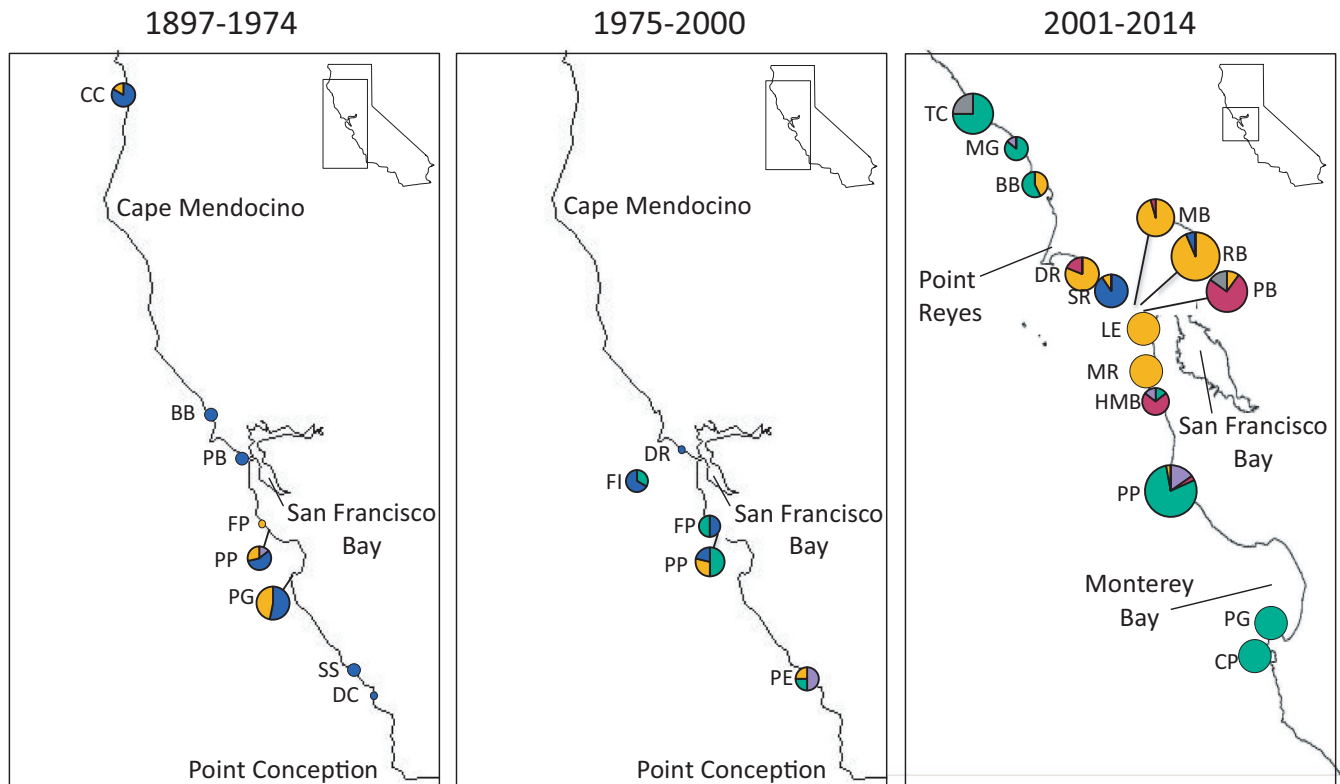 1897-1974
CC
Cape Mendocino
BB
PB
San Francisco
Bay
FP
PP
PG
SS
DC
Point Conception
1975-2000
Cape Mendocino
DR
FI
San Francisco
Bay
FP
PP
PE
Point Conception
2001-2014
TC
MG
BB
MB
RB
PB
DR
SR
Point
Reyes
LE
MR
HMB
San Francisco
Bay
PP
Monterey
Bay
PG
CP